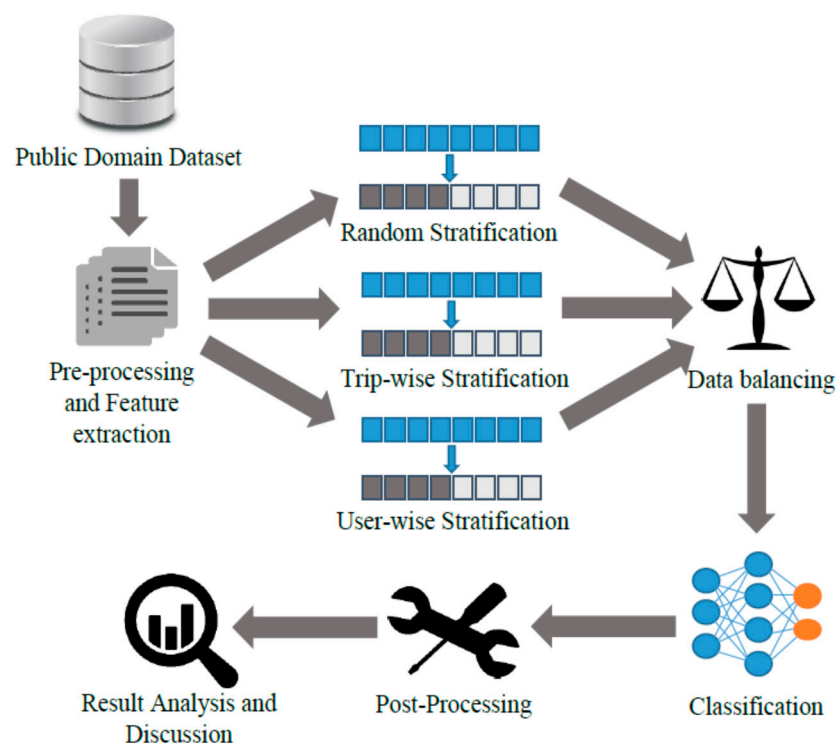 Public Domain Dataset
Pre-processing
and Feature
extraction
Random Stratification
Trip-wise Stratification
User-wise Stratification
Data balancing
Classification
Post-Processing
Result Analysis and
Discussion